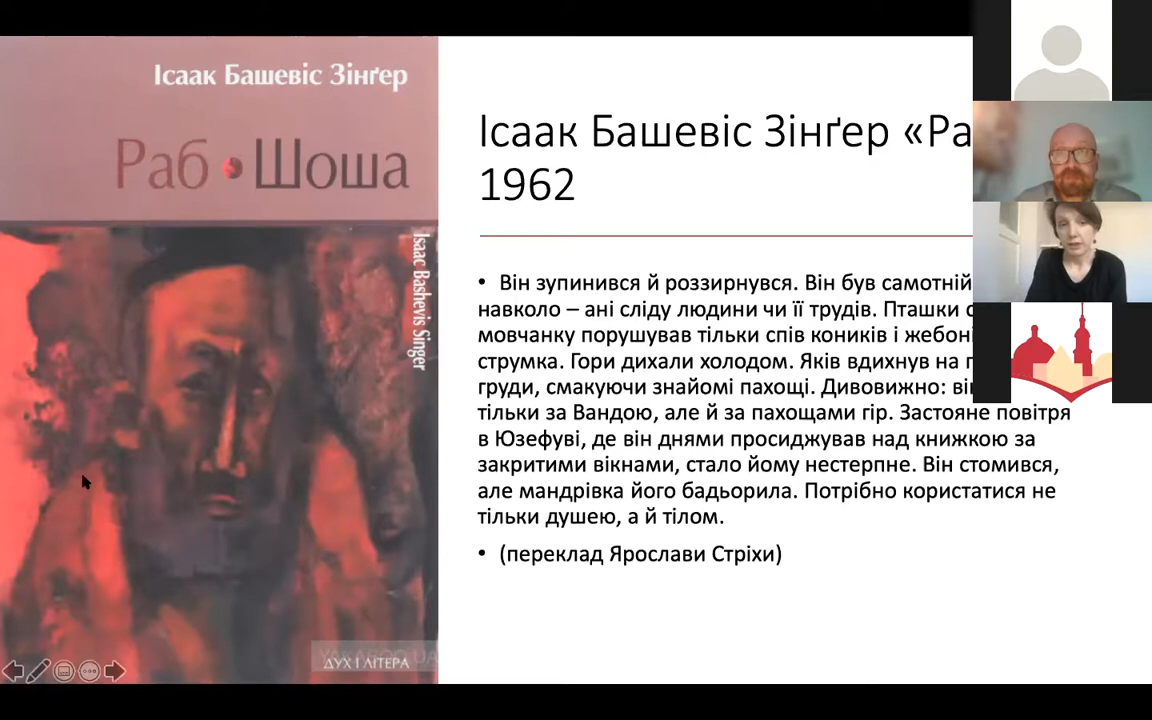 Ісаак Башевіс Зінґер
Раб • Шоша
Isaac Bashevis Singer
YAKABOO.UA
ДУХ І ЛІТЕРА
Ісаак Башевіс Зінґер «Ра
1962
• Він зупинився й роззирнувся. Він був самотній
навколо – ані сліду людини чи її трудів. Пташки
мовчанку порушував тільки спів коників і жебоні
струмка. Гори дихали холодом. Яків вдихнув на
груди, смакуючи знайомі пахощі. Дивовижно: він
тільки за Вандою, але й за пахощами гір. Застояне повітря
в Юзефуві, де він днями просиджував над книжкою за
закритими вікнами, стало йому нестерпне. Він стомився,
але мандрівка його бадьорила. Потрібно користатися не
тільки душею, а й тілом.
• (переклад Ярослави Стріхи)